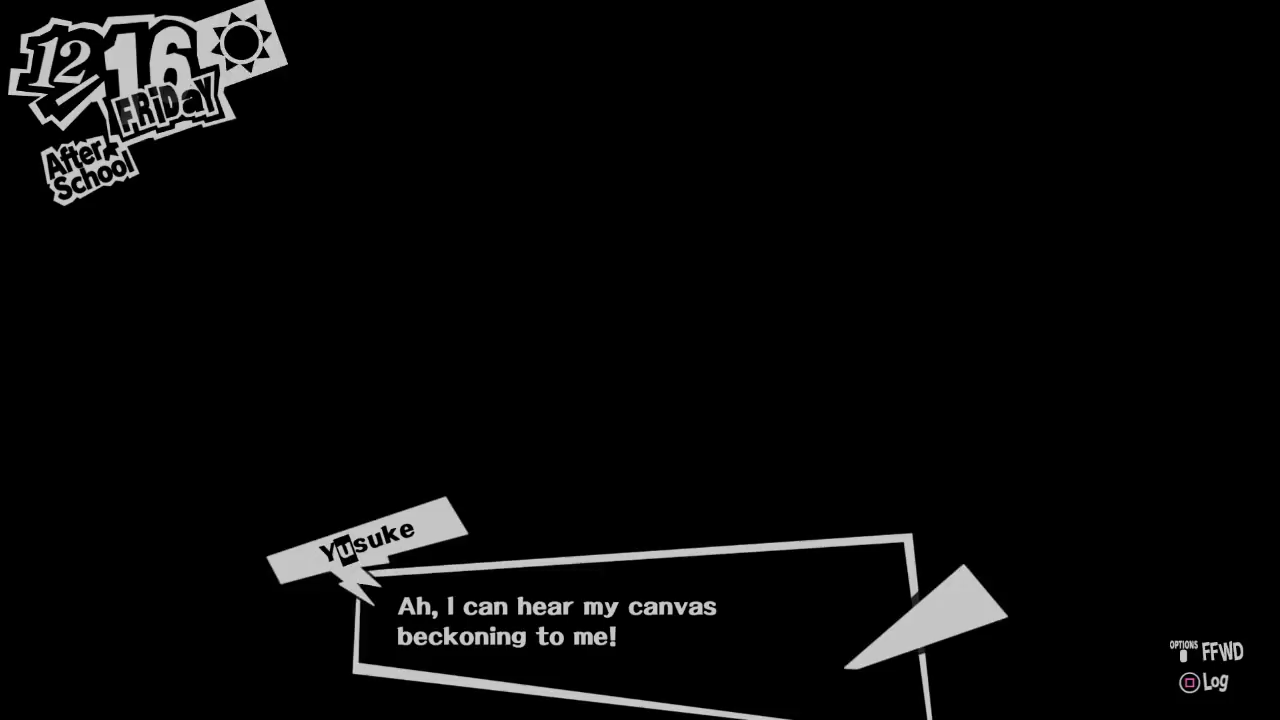 12 16
FRiDaY
After
School
Yusuke
Ah, I can hear my canvas
beckoning to me!
OPTIONS FFWD
Log